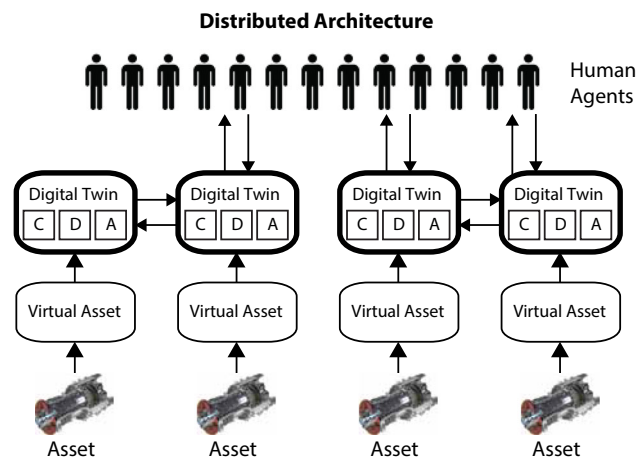 Distributed Architecture
Human
Agents
Digital Twin
C D A
Digital Twin
C D A
Digital Twin
C D A
Digital Twin
C D A
Virtual Asset
Virtual Asset
Virtual Asset
Virtual Asset
Asset
Asset
Asset
Asset